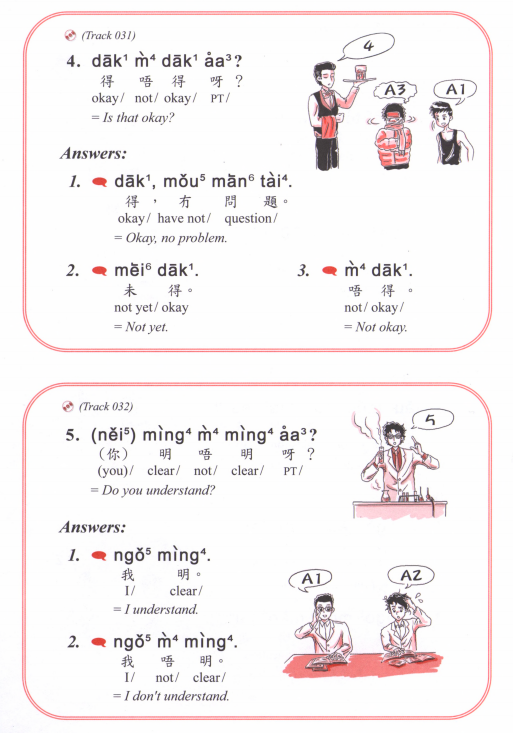 (Track 031)
4. dāk¹ m̀⁴ dāk¹ åa³?
4
得 唔 得 呀 ?
okay/ not/ okay/ PT/
A3 A1
= Is that okay?
Answers:
1. dāk¹, mǒu⁵ mān⁶ tài⁴.
得 , 冇 問 題 。
okay/ have not/ question/
= Okay, no problem.
2. měi⁶ dāk¹.
未 得 。
not yet/ okay
= Not yet.
3. m̀⁴ dāk¹.
唔 得 。
not/ okay/
= Not okay.
(Track 032)
5. (něi⁵) mìng⁴ m̀⁴ mìng⁴ åa³?
5
(你) 明 唔 明 呀 ?
(you)/ clear/ not/ clear/ PT/
= Do you understand?
Answers:
1. ngǒ⁵ mìng⁴.
我 明 。
I/ clear/
= I understand.
A1 A2
2. ngǒ⁵ m̀⁴ mìng⁴.
我 唔 明 。
I/ not/ clear/
= I don't understand.